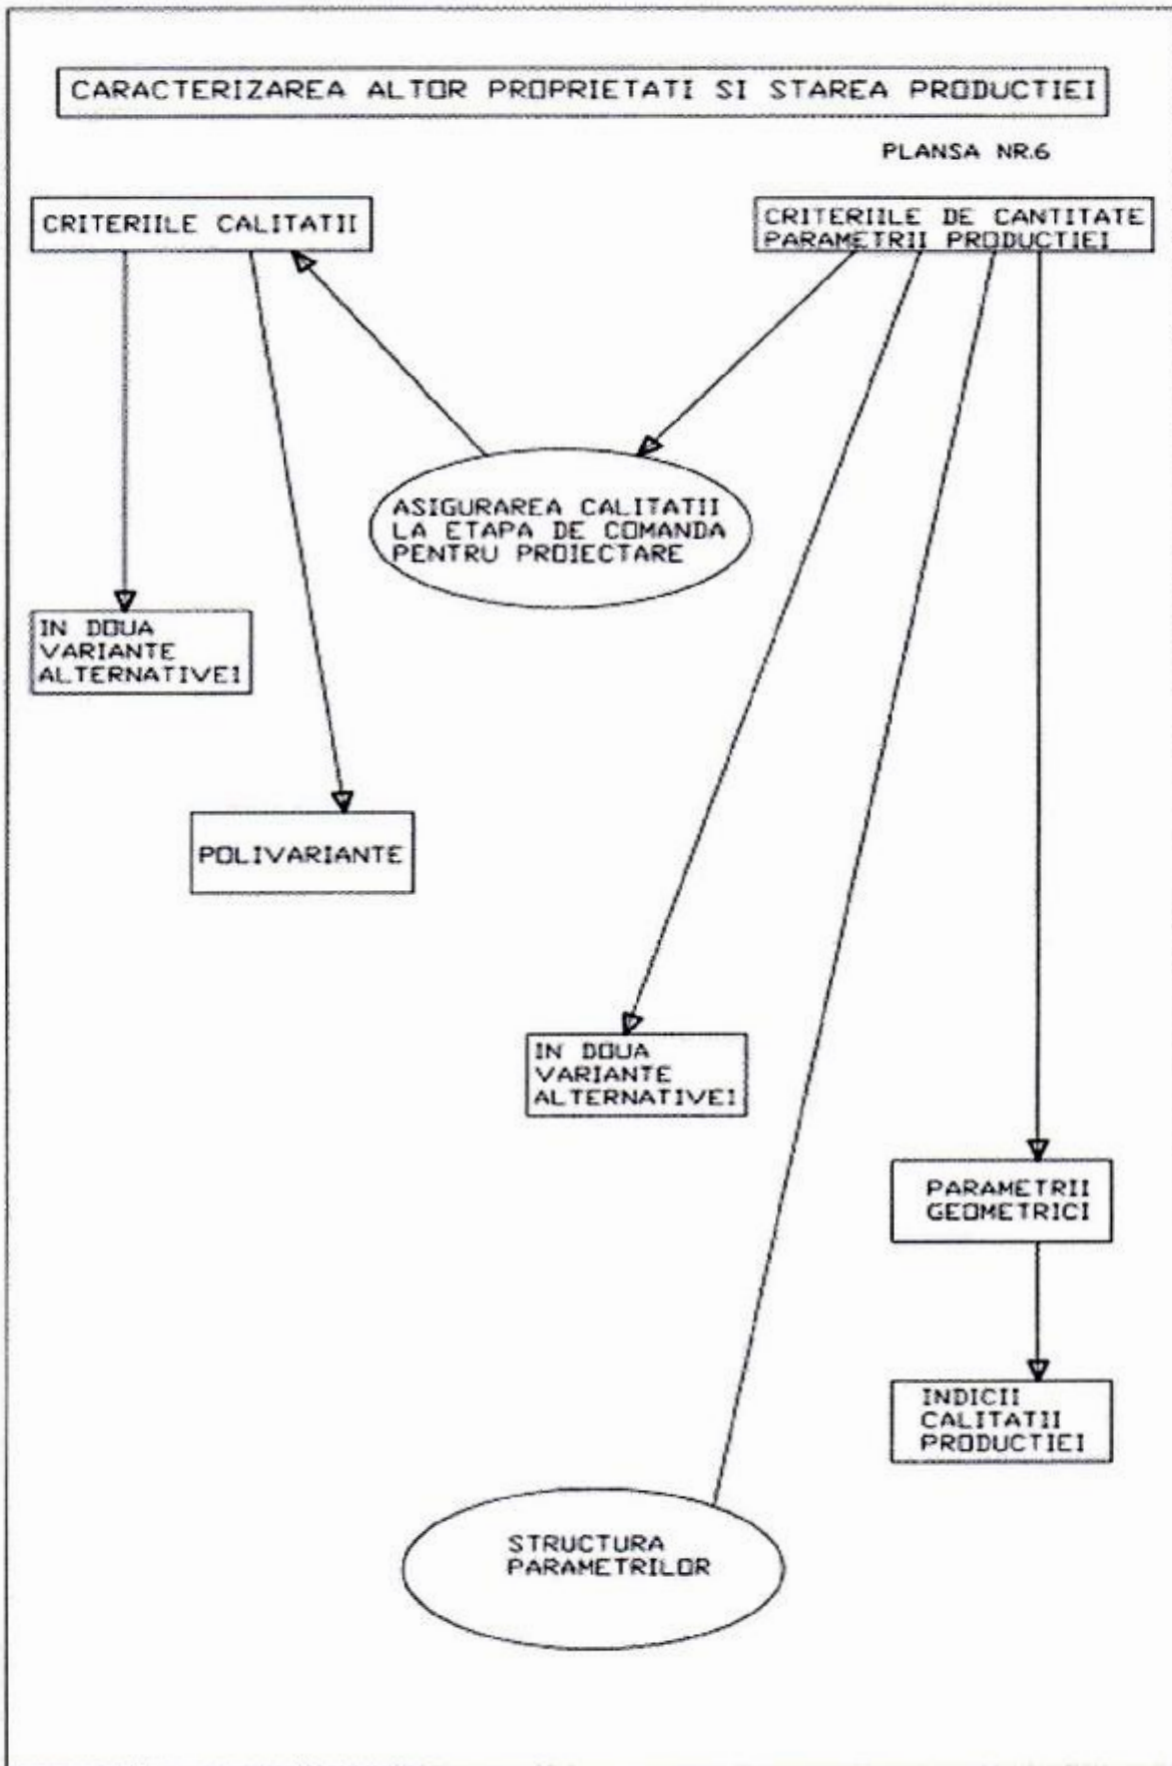 CARACTERIZAREA ALTOR PROPRIETATI SI STAREA PRODUCTIEI
PLANSA NR.6
CRITERIILE CALITATII
CRITERIILE DE CANTITATE
PARAMETRII PRODUCTIEI
ASIGURAREA CALITATII
LA ETAPA DE COMANDA
PENTRU PROIECTARE
IN DOUA
VARIANTE
ALTERNATIVEI
POLIVARIANTE
IN DOUA
VARIANTE
ALTERNATIVEI
PARAMETRII
GEOMETRICI
INDICII
CALITATII
PRODUCTIEI
STRUCTURA
PARAMETRILOR